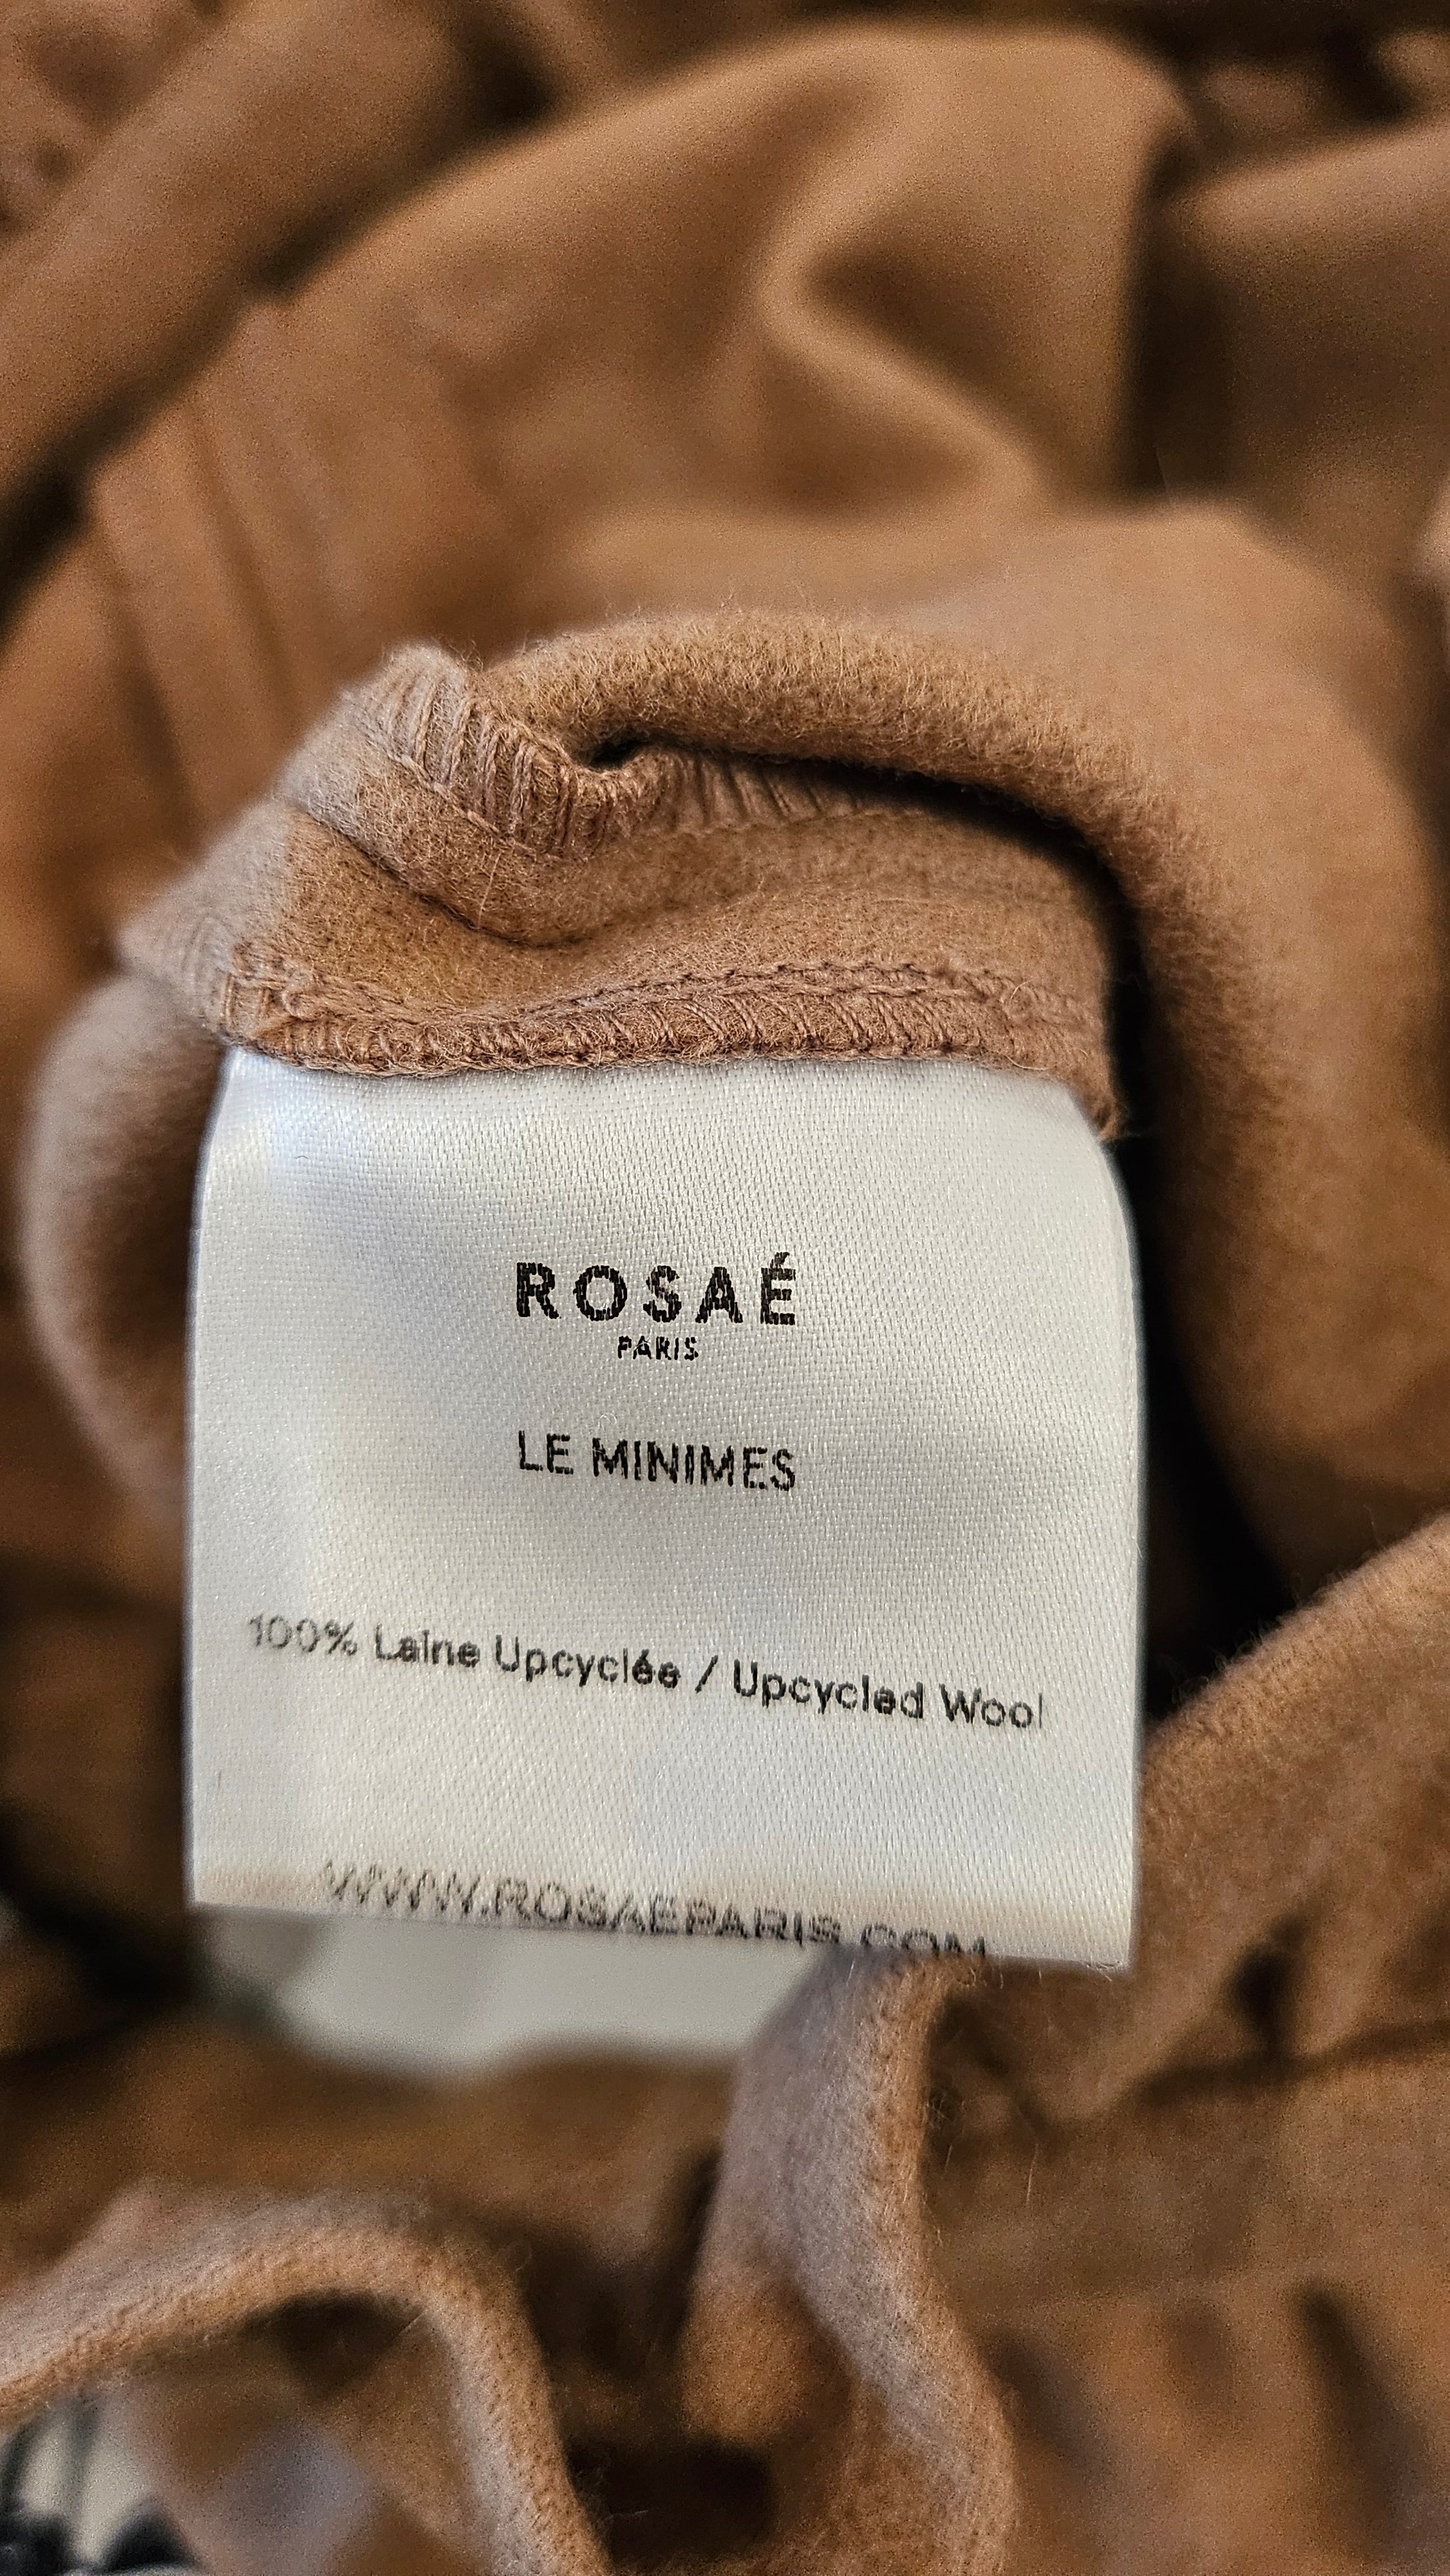 ROSAÉ
PARIS
LE MINIMES
100% Laine Upcyclée / Upcycled Wool
WWW.ROSAEPARIS.COM